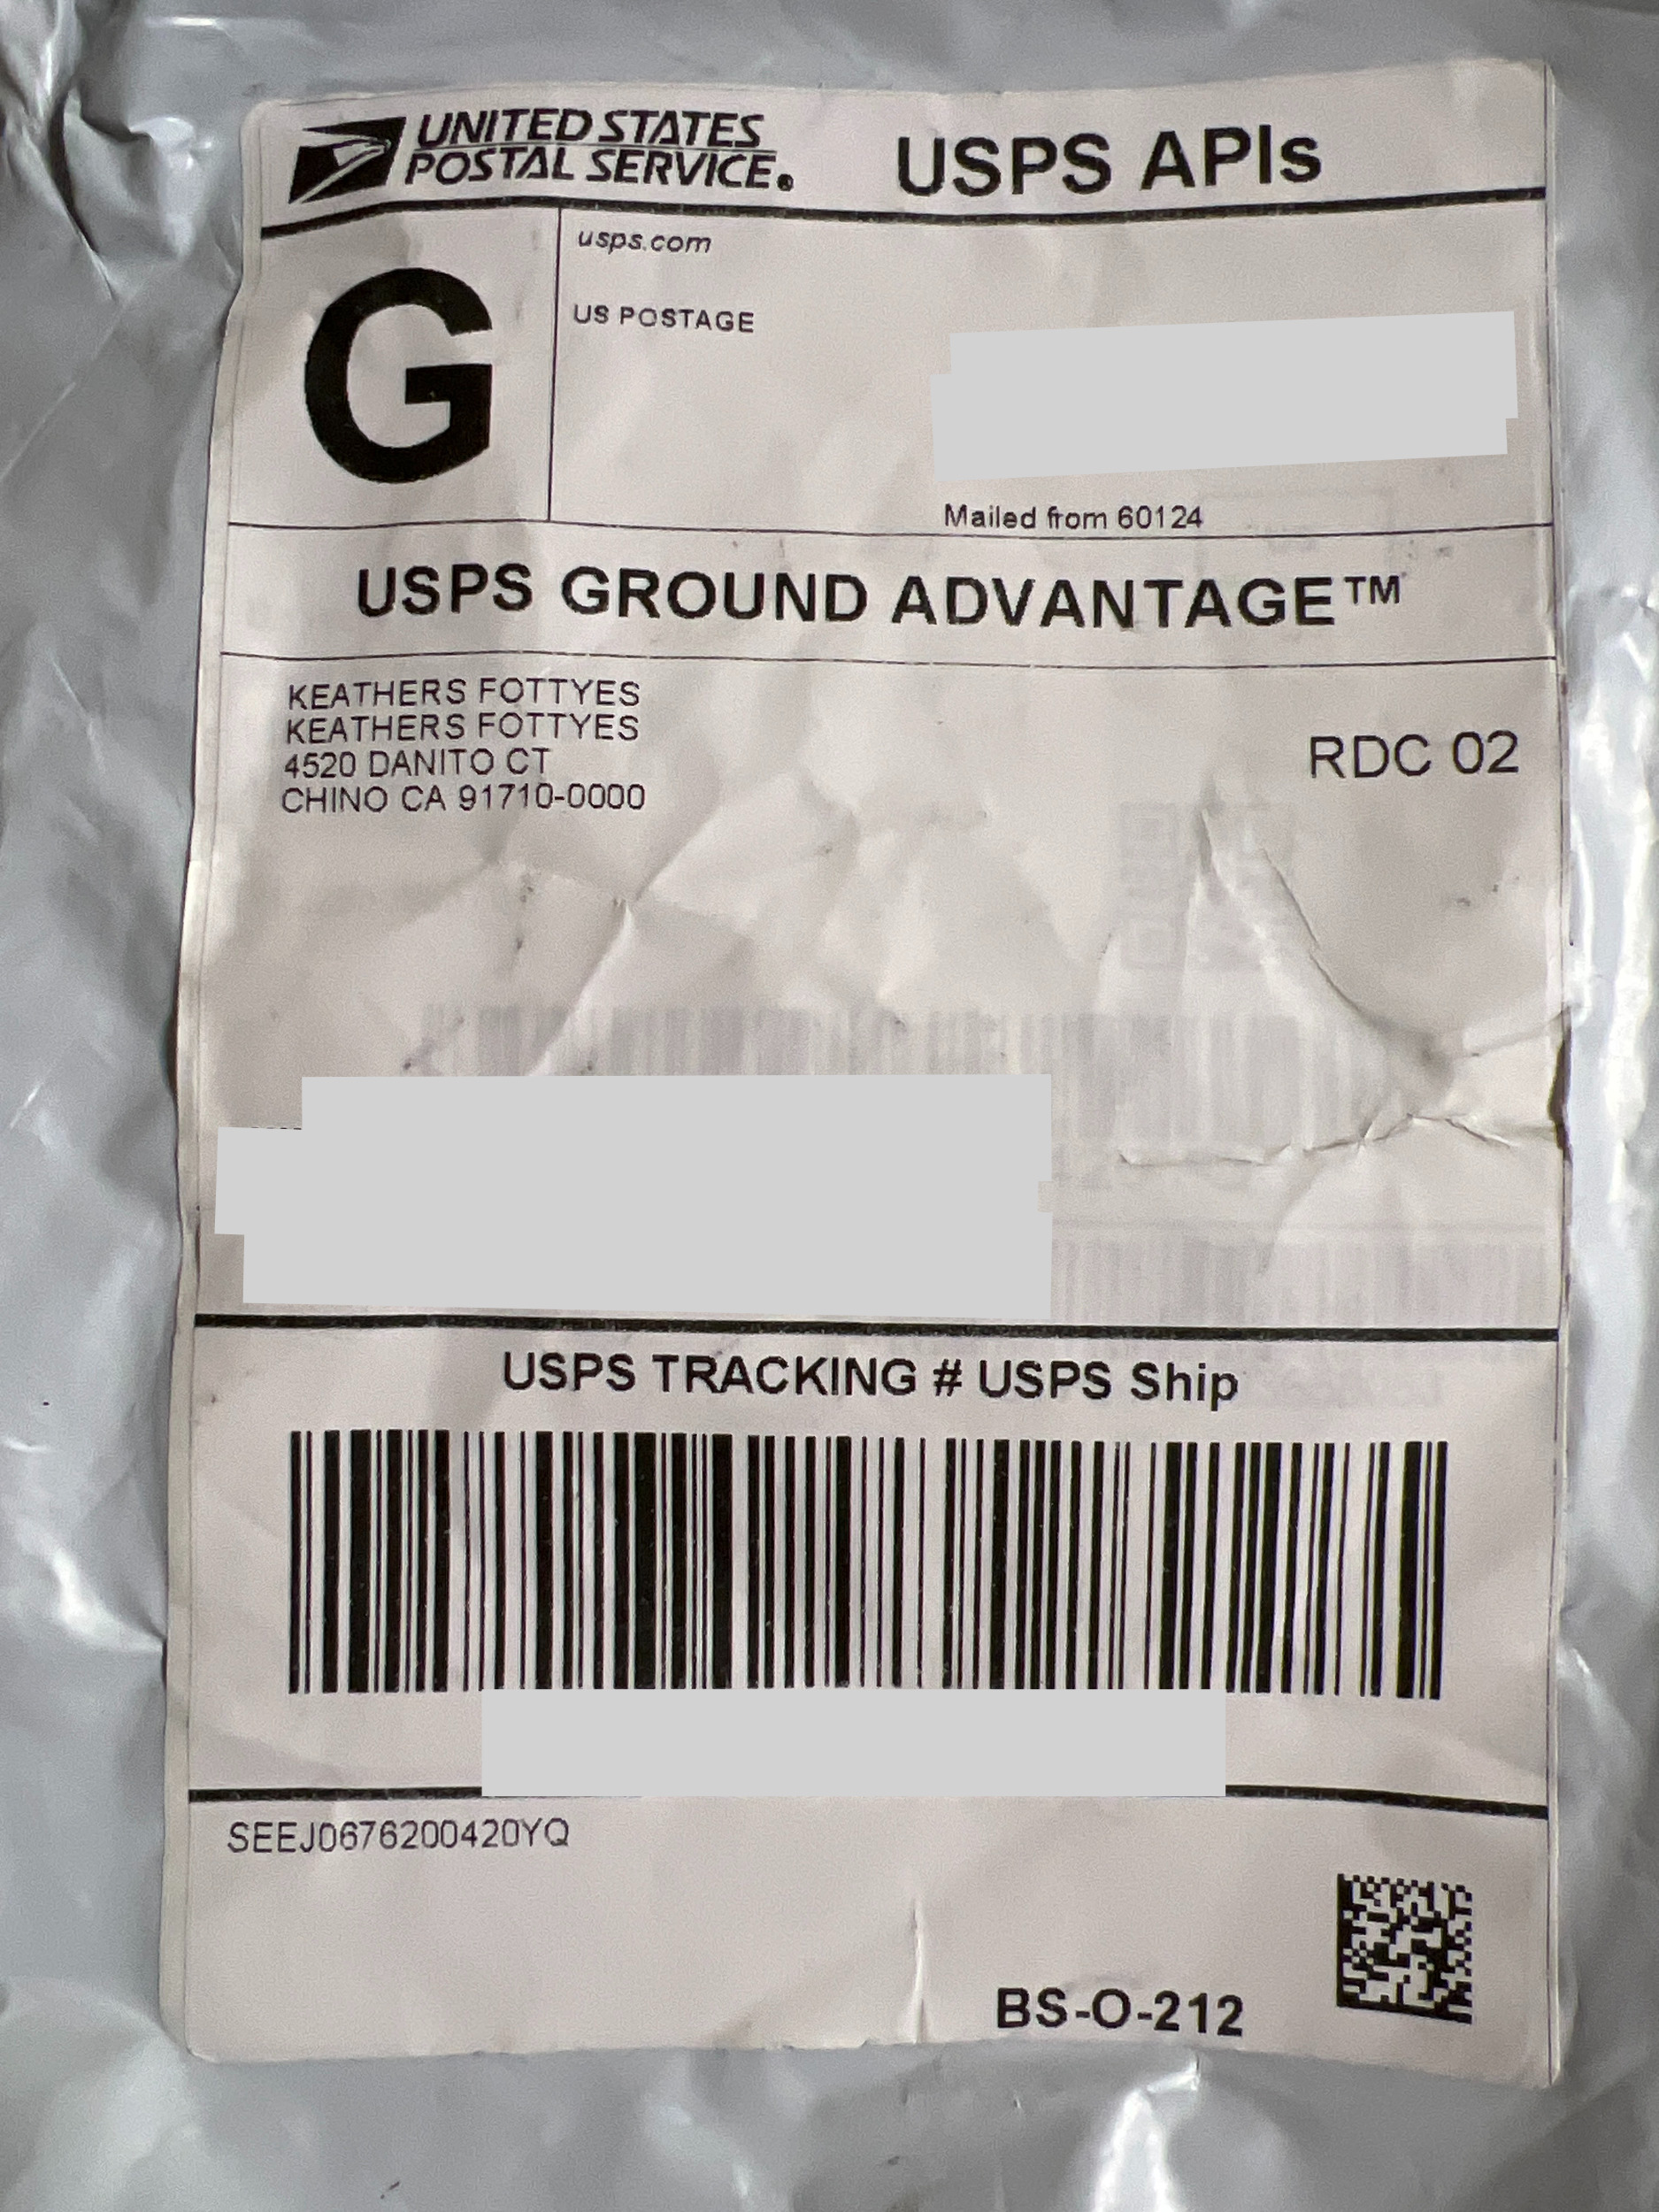 UNITED STATES
POSTAL SERVICE®
USPS APIs
G
usps.com
US POSTAGE
Mailed from 60124
USPS GROUND ADVANTAGE™
KEATHERS FOTTYES
KEATHERS FOTTYES
4520 DANITO CT
CHINO CA 91710-0000
RDC 02
USPS TRACKING # USPS Ship
SEEJ0676200420YQ
BS-O-212